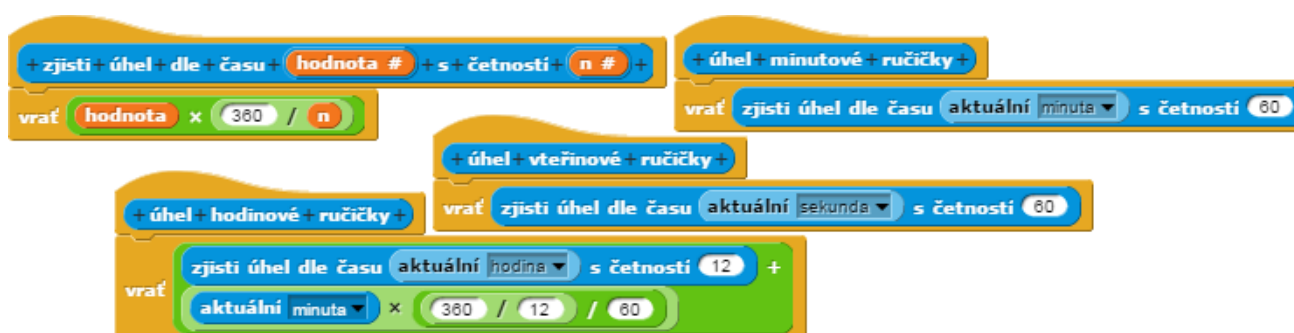 + zjisti + úhel + dle + času + hodnota # + s + četností + n # +
vrať hodnota × 360 / n
+ úhel + minutové + ručičky +
vrať zjisti úhel dle času aktuální minuta s četností 60
+ úhel + vteřinové + ručičky +
vrať zjisti úhel dle času aktuální sekunda s četností 60
+ úhel + hodinové + ručičky +
vrať
zjisti úhel dle času aktuální hodina s četností 12 +
aktuální minuta × 360 / 12 / 60